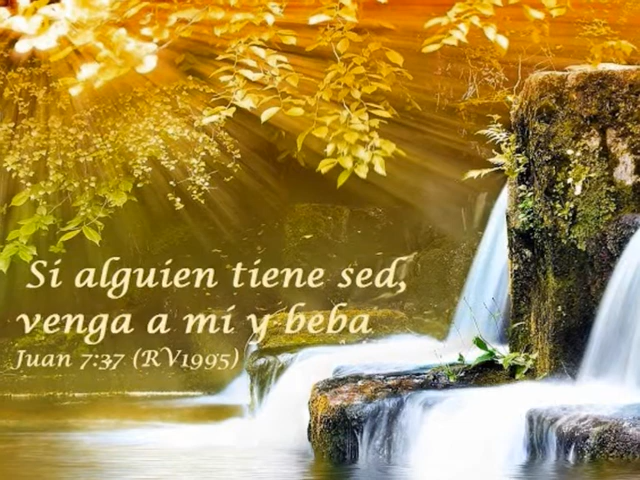 Si alguien tiene sed,
venga a mí y beba
Juan 7:37 (RV1995)